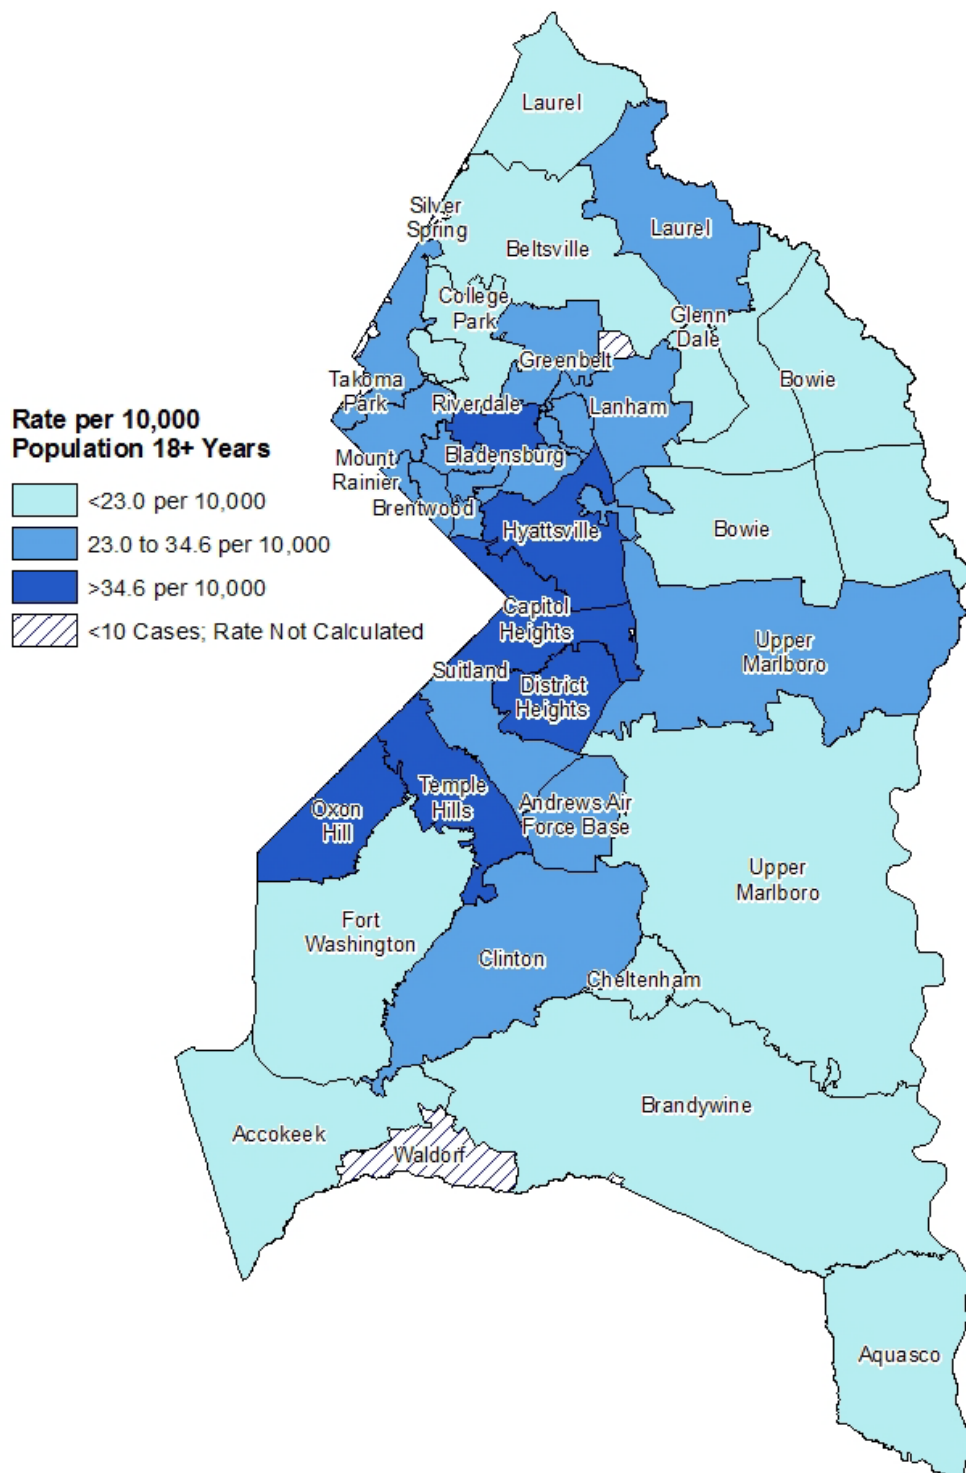 Laurel
Silver
Spring
Laurel
Beltsville
College
Park
Glenn
Dale
Greenbelt
Bowie
Takoma
Park
Riverdale
Lanham
Rate per 10,000
Population 18+ Years
Mount
Rainier
Bladensburg
<23.0 per 10,000
Brentwood
Hyattsville
Bowie
23.0 to 34.6 per 10,000
>34.6 per 10,000
Capitol
Heights
<10 Cases; Rate Not Calculated
Upper
Marlboro
Suitland
District
Heights
Temple
Hills
Oxon
Hill
Andrews Air
Force Base
Upper
Marlboro
Fort
Washington
Clinton
Cheltenham
Brandywine
Accokeek
Waldorf
Aquasco